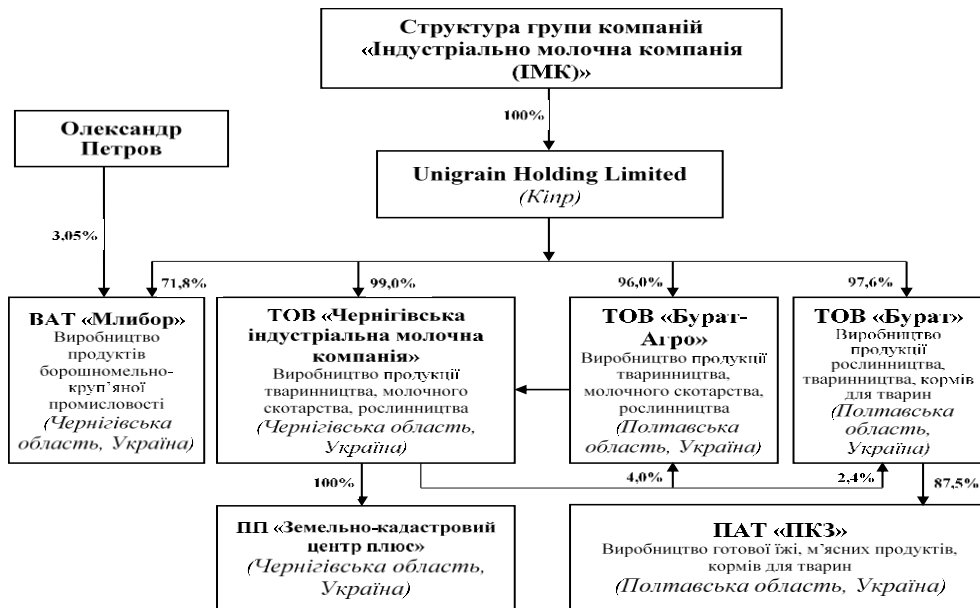 Структура групи компаній
«Індустріально молочна компанія
(ІМК)»
100%
Олександр
Петров
Unigrain Holding Limited
(Кіпр)
3,05%
71,8%
99,0%
96,0%
97,6%
ВАТ «Млибор»
Виробництво
продуктів
борошномельно-
круп’яної
промисловості
(Чернігівська
область, Україна)
ТОВ «Чернігівська
індустріальна молочна
компанія»
Виробництво продукції
тваринництва, молочного
скотарства, рослинництва
(Чернігівська область,
Україна)
ТОВ «Бурат-
Агро»
Виробництво продукції
тваринництва,
молочного скотарства,
рослинництва
(Полтавська
область, Україна)
ТОВ «Бурат»
Виробництво
продукції
рослинництва,
тваринництва, кормів
для тварин
(Полтавська
область,
Україна)
100%
4,0%
2,4%
87,5%
ПП «Земельно-кадастровий
центр плюс»
(Чернігівська область,
Україна)
ПАТ «ПКЗ»
Виробництво готової їжі, м’ясних продуктів,
кормів для тварин
(Полтавська область, Україна)